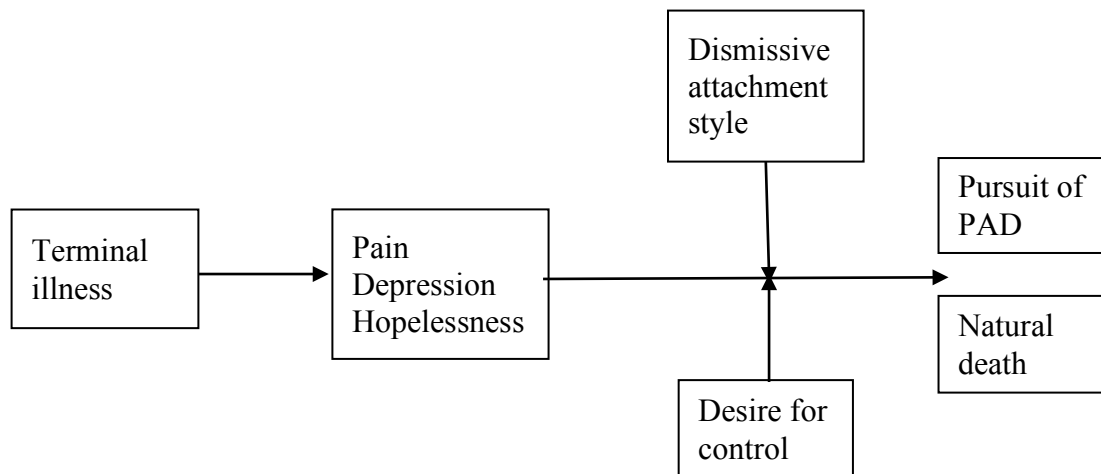 Dismissive
attachment
style
Pursuit of
PAD
Terminal
illness
Pain
Depression
Hopelessness
Natural
death
Desire for
control